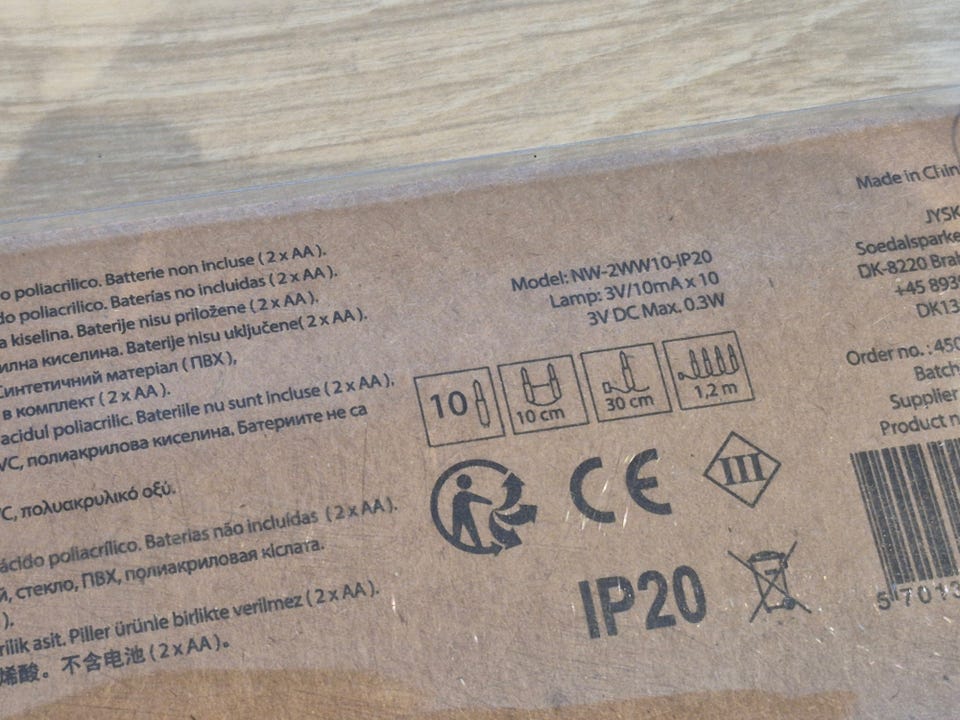 o poliacrilico. Batterie non incluse ( 2 x AA ).
do poliacrílico. Baterías no incluidas ( 2 x AA ).
a kiselina. Baterije nisu priložene ( 2 x AA ).
илна киселина. Baterije nisu uključene( 2 x AA ).
Синтетичний матеріал ( ПВХ ),
в комплект ( 2 x AA ).
acidul poliacrilic. Bateriile nu sunt incluse ( 2 x AA ),
VC, полиакрилова киселина. Батериите не са
C, πολυακρυλικό οξύ.
ácido poliacrílico. Baterias não incluídas ( 2 x AA ).
й, стекло, ПВХ, полиакриловая кіслата.
).
rilik asit. Piller ürünle birlikte verilmez ( 2 x AA ).
烯酸。不含电池 ( 2 x AA )。
Model: NW-2WW10-IP20
Lamp: 3V/10mA x 10
3V DC Max. 0.3W
10
10 cm
30 cm
1,2 m
CE
III
IP20
Made in Chin
JYSK
Soedalsparke
DK-8220 Brab
+45 8939
DK13
Order no. : 450
Batch
Supplier
Product n
5 7013